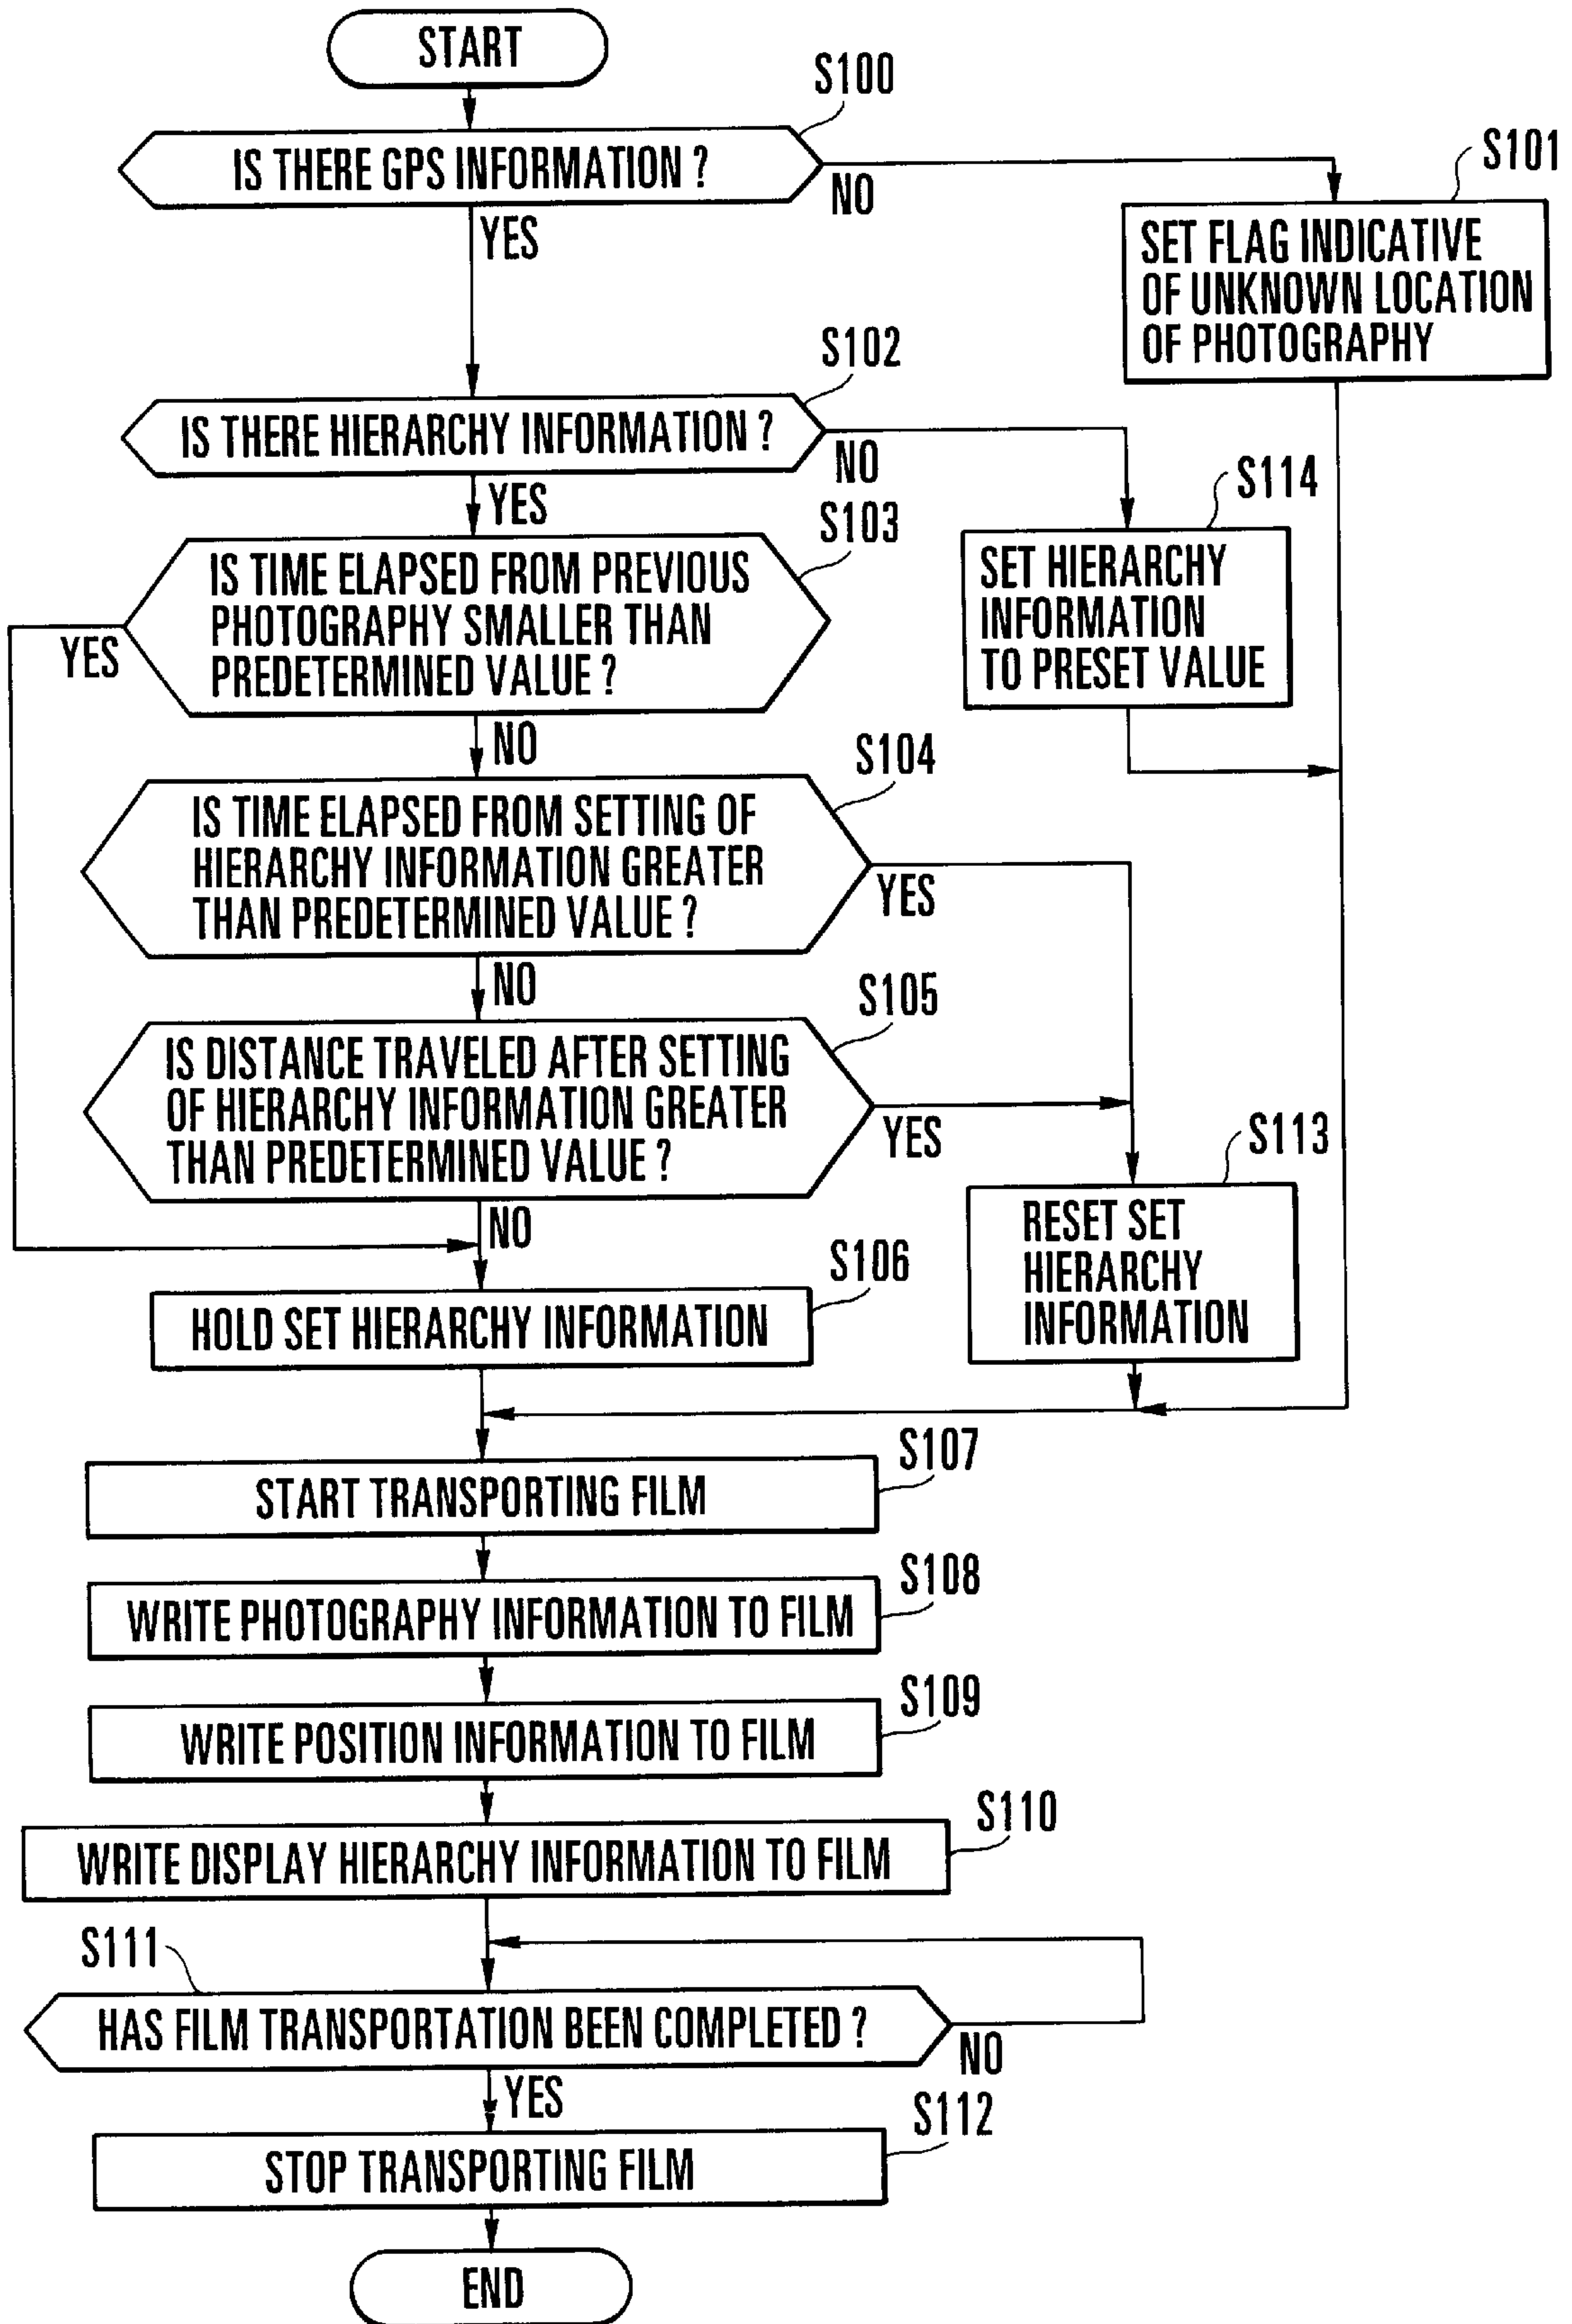 START
S100
IS THERE GPS INFORMATION ?
NO
YES
S101
SET FLAG INDICATIVE
OF UNKNOWN LOCATION
OF PHOTOGRAPHY
S102
IS THERE HIERARCHY INFORMATION ?
NO
YES
S114
SET HIERARCHY
INFORMATION
TO PRESET VALUE
S103
IS TIME ELAPSED FROM PREVIOUS
PHOTOGRAPHY SMALLER THAN
PREDETERMINED VALUE ?
YES
NO
S104
IS TIME ELAPSED FROM SETTING OF
HIERARCHY INFORMATION GREATER
THAN PREDETERMINED VALUE ?
YES
NO
S105
IS DISTANCE TRAVELED AFTER SETTING
OF HIERARCHY INFORMATION GREATER
THAN PREDETERMINED VALUE ?
YES
NO
S113
RESET SET
HIERARCHY
INFORMATION
S106
HOLD SET HIERARCHY INFORMATION
S107
START TRANSPORTING FILM
S108
WRITE PHOTOGRAPHY INFORMATION TO FILM
S109
WRITE POSITION INFORMATION TO FILM
S110
WRITE DISPLAY HIERARCHY INFORMATION TO FILM
S111
HAS FILM TRANSPORTATION BEEN COMPLETED ?
NO
YES
S112
STOP TRANSPORTING FILM
END